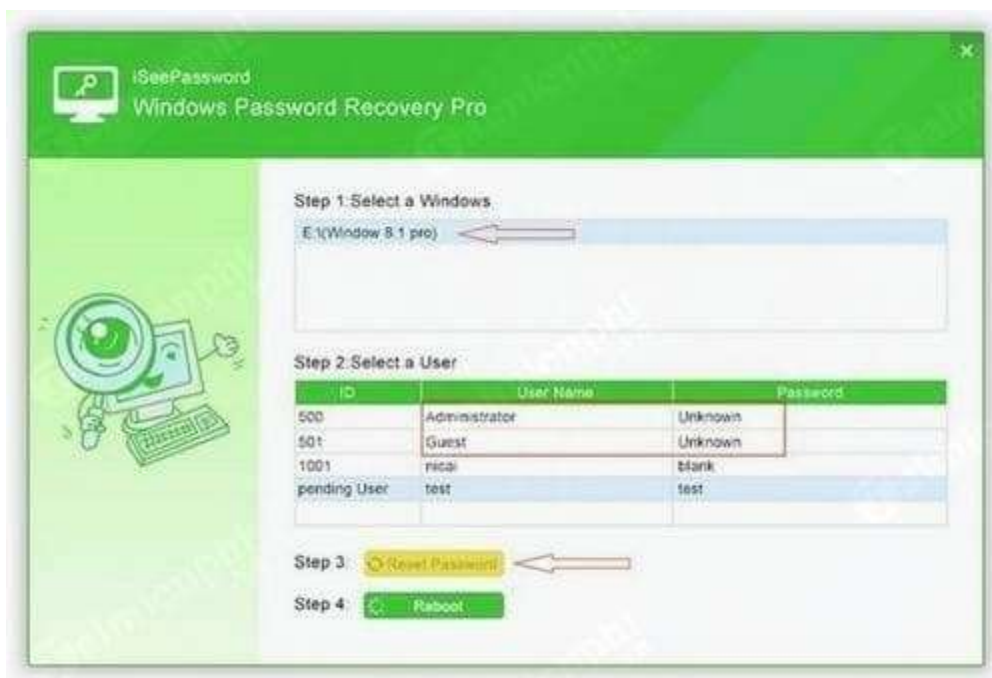 iSeePassword
Windows Password Recovery Pro
Step 1:Select a Windows
E:\(Window 8.1 pro)
Step 2:Select a User
ID User Name Password
500 Administrator Unknown
501 Guest Unknown
1001 nicai blank
pending User test test
Step 3: Reset Password
Step 4: Reboot